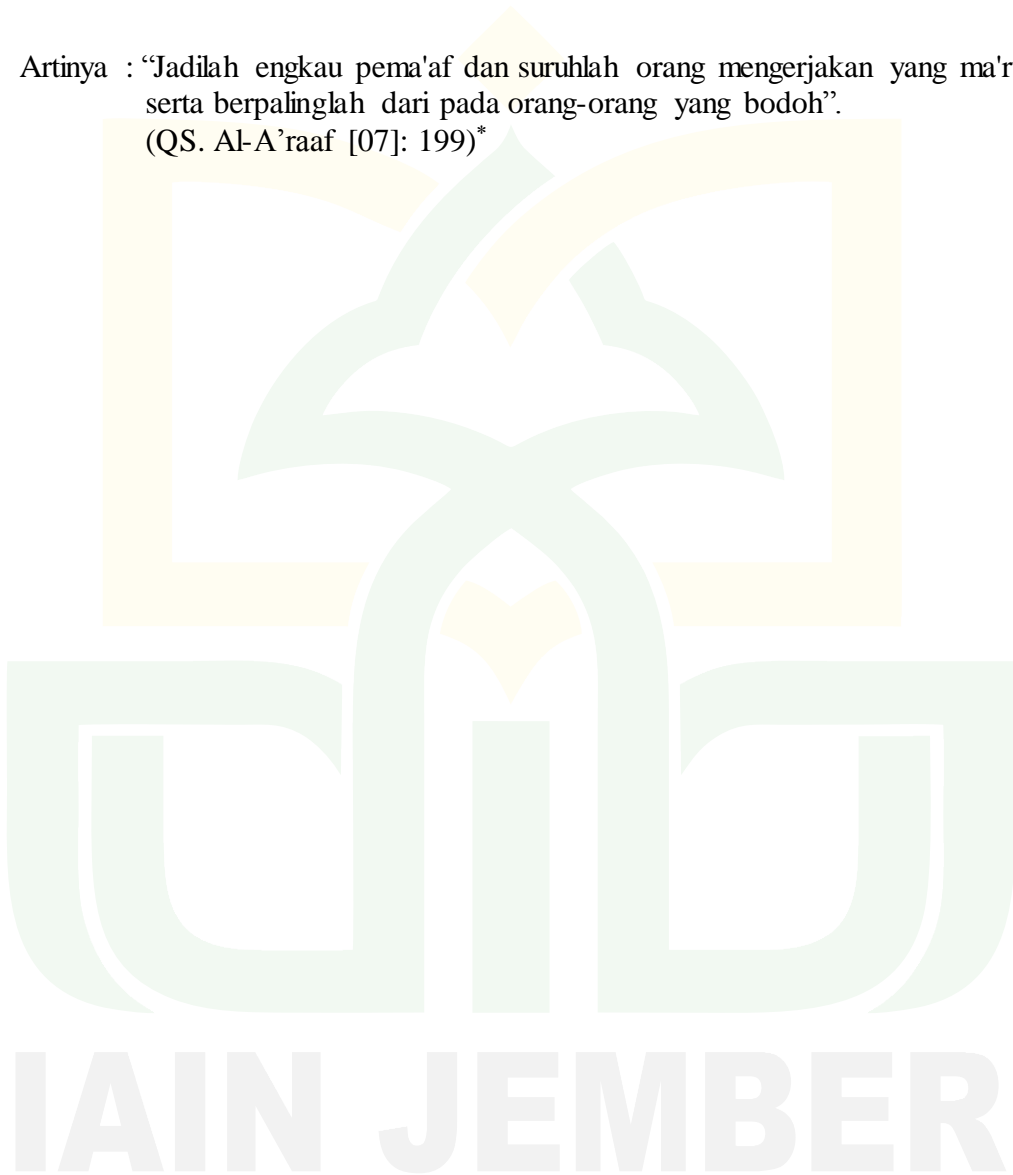 Artinya : “Jadilah engkau pema'af dan suruhlah orang mengerjakan yang ma'r
serta berpalinglah dari pada orang-orang yang bodoh”.
(QS. Al-A’raaf [07]: 199)*
IAIN JEMBER